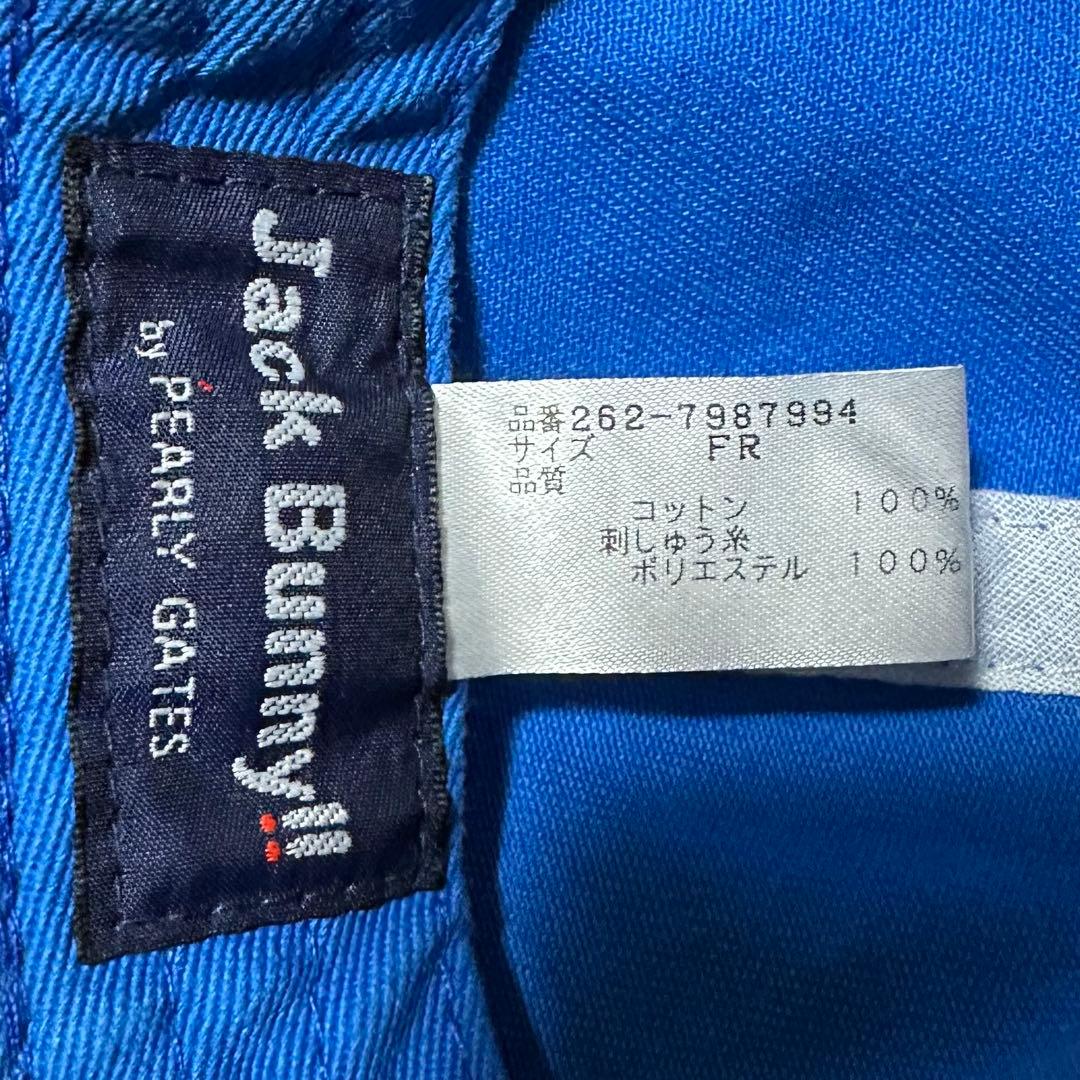 Jack Bunny!!
by PEARLY GATES
品番262-7987994
サイズ FR
品質
コットン 100%
刺しゅう糸
ポリエステル 100%